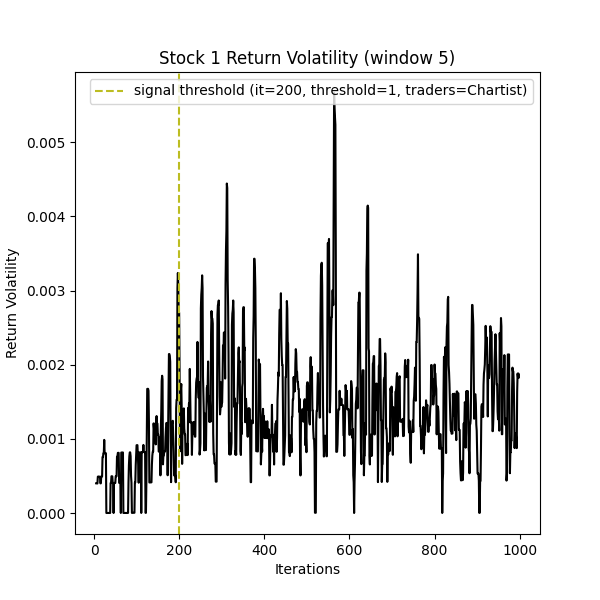 Stock 1 Return Volatility (window 5)
signal threshold (it=200, threshold=1, traders=Chartist)
Return Volatility
0.005
0.004
0.003
0.002
0.001
0.000
0 200 400 600 800 1000
Iterations